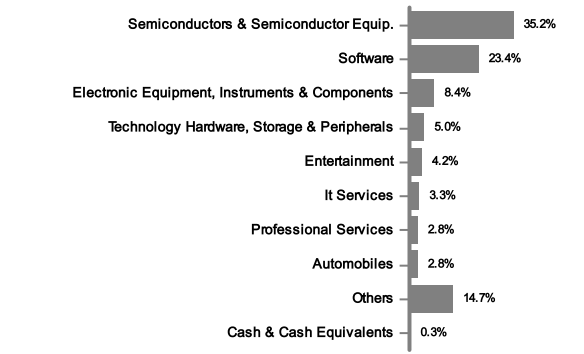 Semiconductors & Semiconductor Equip. 35.2%
Software 23.4%
Electronic Equipment, Instruments & Components 8.4%
Technology Hardware, Storage & Peripherals 5.0%
Entertainment 4.2%
It Services 3.3%
Professional Services 2.8%
Automobiles 2.8%
Others 14.7%
Cash & Cash Equivalents 0.3%